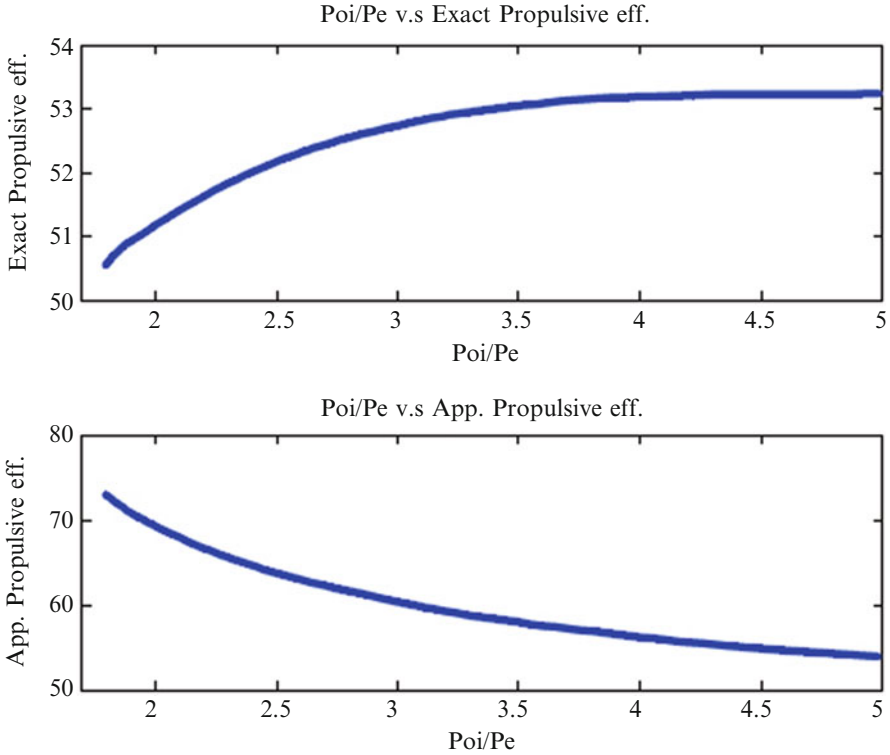 Poi/Pe v.s Exact Propulsive eff.
Exact Propulsive eff.
54
53
52
51
50
2 2.5 3 3.5 4 4.5 5
Poi/Pe
Poi/Pe v.s App. Propulsive eff.
App. Propulsive eff.
80
70
60
50
2 2.5 3 3.5 4 4.5 5
Poi/Pe